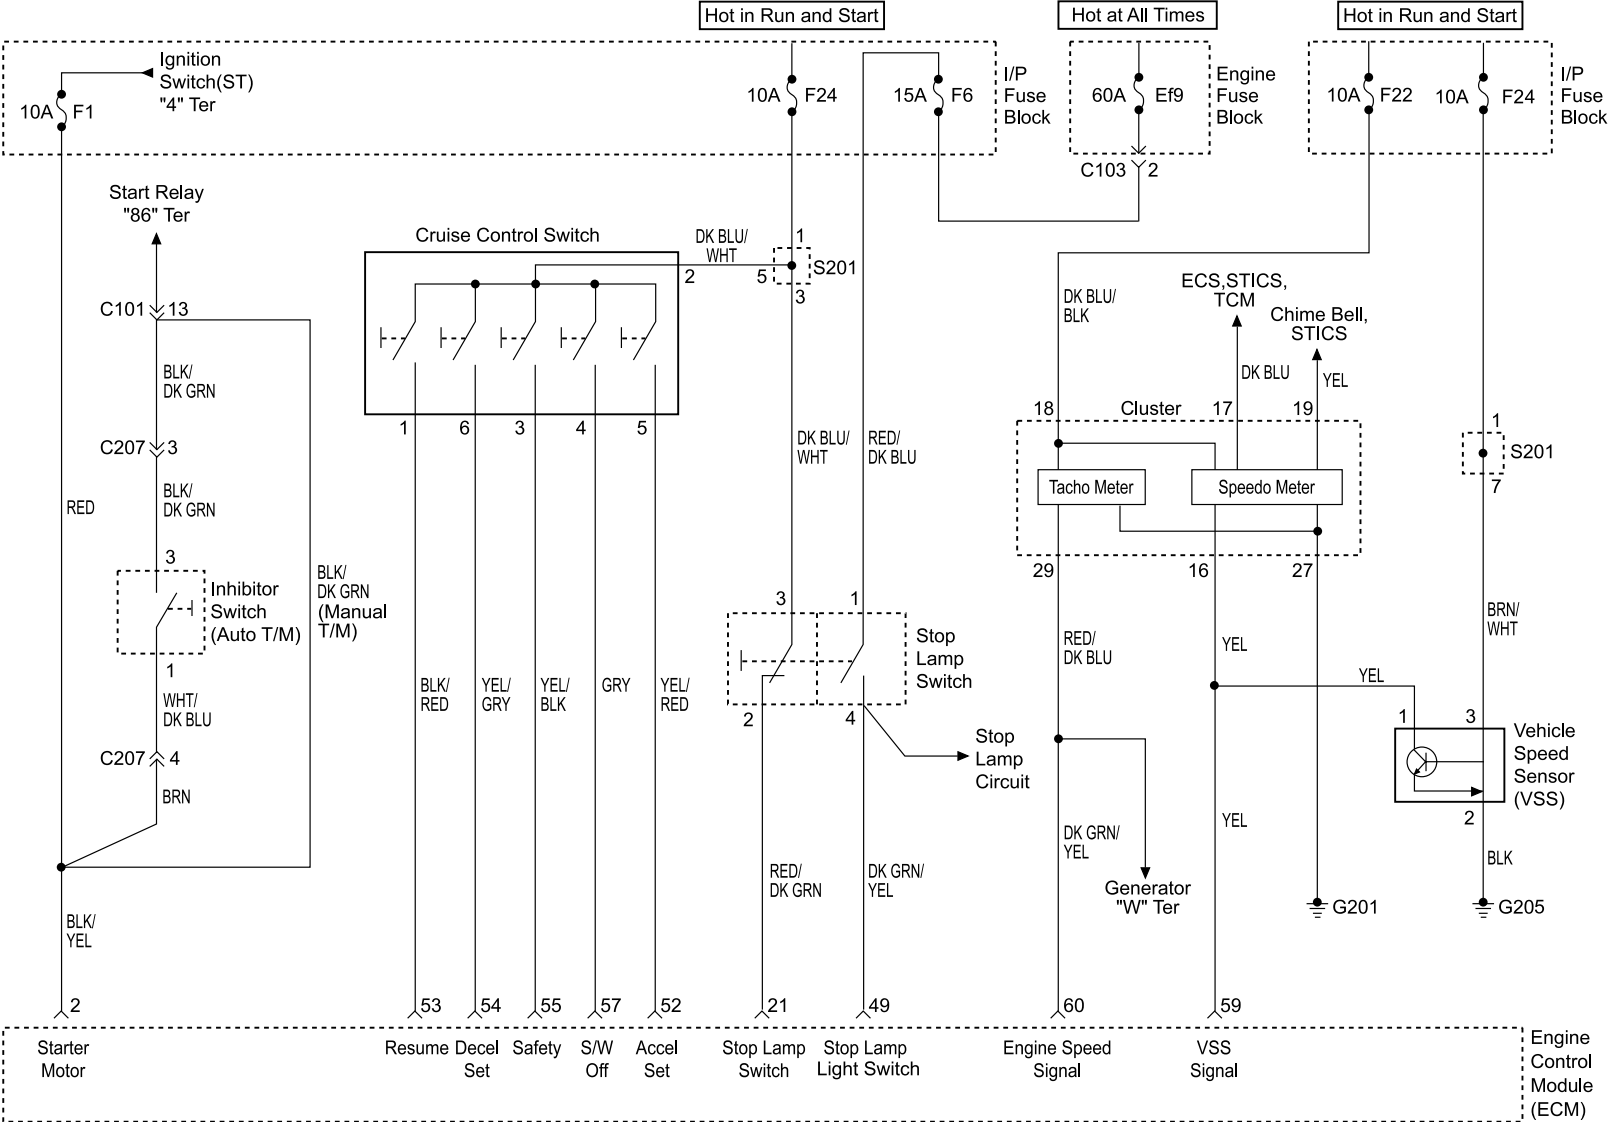 Hot in Run and Start
Hot at All Times
Hot in Run and Start
Ignition
Switch(ST)
"4" Ter
10A F1
10A F24
15A F6
I/P
Fuse
Block
60A Ef9
Engine
Fuse
Block
10A F22
10A F24
I/P
Fuse
Block
C103 2
Start Relay
"86" Ter
Cruise Control Switch
DK BLU/
WHT
2
5
1
S201
3
C101 13
DK BLU/
BLK
ECS,STICS,
TCM
Chime Bell,
STICS
DK BLU
YEL
BLK/
DK GRN
18
Cluster
17
19
1
6
3
4
5
C207 3
DK BLU/
WHT
RED/
DK BLU
1
S201
7
BLK/
DK GRN
RED
Tacho Meter
Speedo Meter
3
Inhibitor
Switch
(Auto T/M)
1
BLK/
DK GRN
(Manual
T/M)
29
16
27
3
1
Stop
Lamp
Switch
2
4
RED/
DK BLU
YEL
BRN/
WHT
BLK/
RED
YEL/
GRY
YEL/
BLK
GRY
YEL/
RED
WHT/
DK BLU
YEL
1
3
Vehicle
Speed
Sensor
(VSS)
2
C207 4
BRN
Stop
Lamp
Circuit
DK GRN/
YEL
YEL
BLK
RED/
DK GRN
DK GRN/
YEL
Generator
"W" Ter
G201
G205
BLK/
YEL
2
53
54
55
57
52
21
49
60
59
Starter
Motor
Resume
Decel
Set
Safety
S/W
Off
Accel
Set
Stop Lamp
Switch
Stop Lamp
Light Switch
Engine Speed
Signal
VSS
Signal
Engine
Control
Module
(ECM)